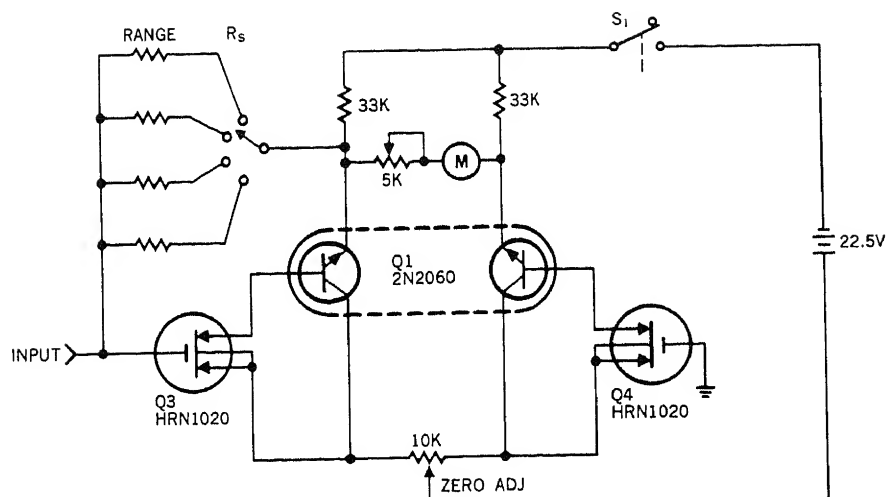 RANGE
Rs
S1
33K
33K
5K
M
Q1
2N2060
22.5V
INPUT
Q3
HRN1020
Q4
HRN1020
10K
ZERO ADJ